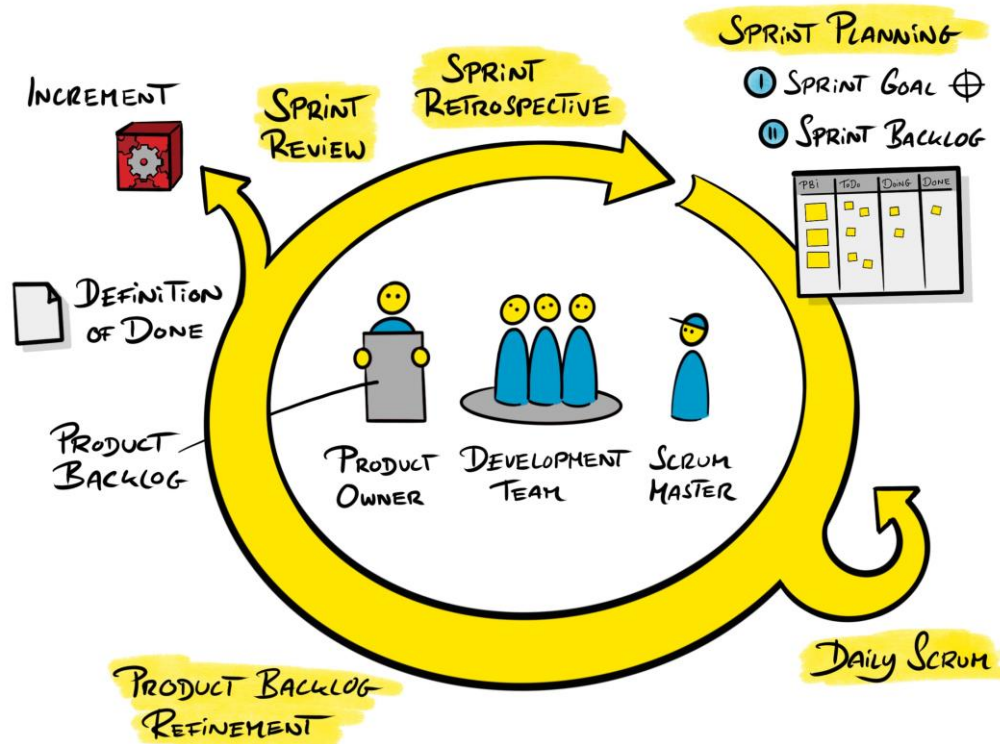 SPRINT PLANNING
I SPRINT GOAL
II SPRINT BACKLOG
PBI TODO DOING DONE
SPRINT
RETROSPECTIVE
SPRINT
REVIEW
INCREMENT
DEFINITION
OF DONE
PRODUCT
BACKLOG
PRODUCT
OWNER
DEVELOPMENT
TEAM
SCRUM
MASTER
DAILY SCRUM
PRODUCT BACKLOG
REFINEMENT